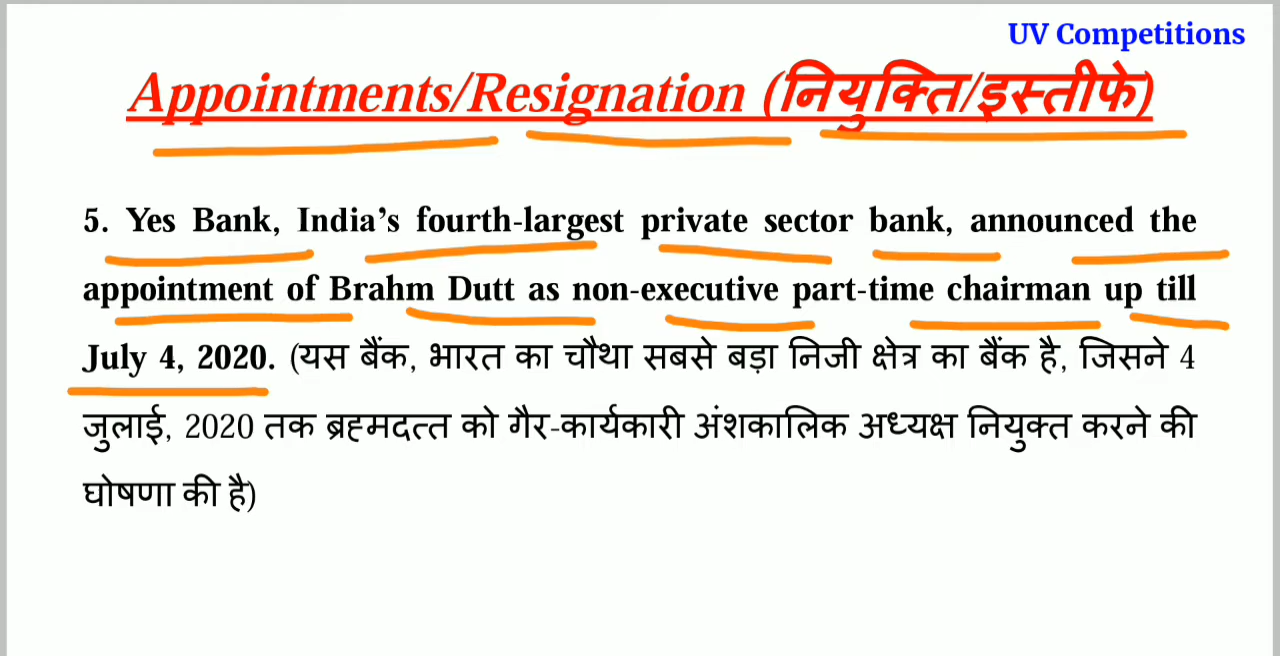 UV Competitions
Appointments/Resignation (नियुक्ति/इस्तीफे)
5. Yes Bank, India’s fourth-largest private sector bank, announced the
appointment of Brahm Dutt as non-executive part-time chairman up till
July 4, 2020. (यस बैंक, भारत का चौथा सबसे बड़ा निजी क्षेत्र का बैंक है, जिसने 4
जुलाई, 2020 तक ब्रह्मदत्त को गैर-कार्यकारी अंशकालिक अध्यक्ष नियुक्त करने की
घोषणा की है)